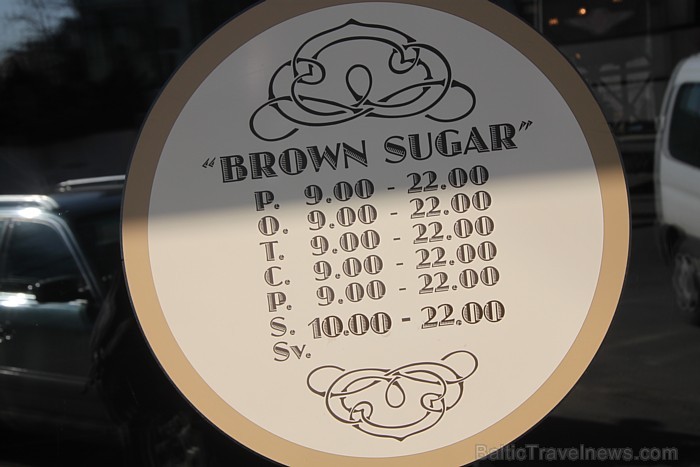 "BROWN SUGAR"
P. 9.00 - 22.00
O. 9.00 - 22.00
T. 9.00 - 22.00
C. 9.00 - 22.00
P. 9.00 - 22.00
S. 10.00 - 22.00
Sv.
BalticTravelnews.com